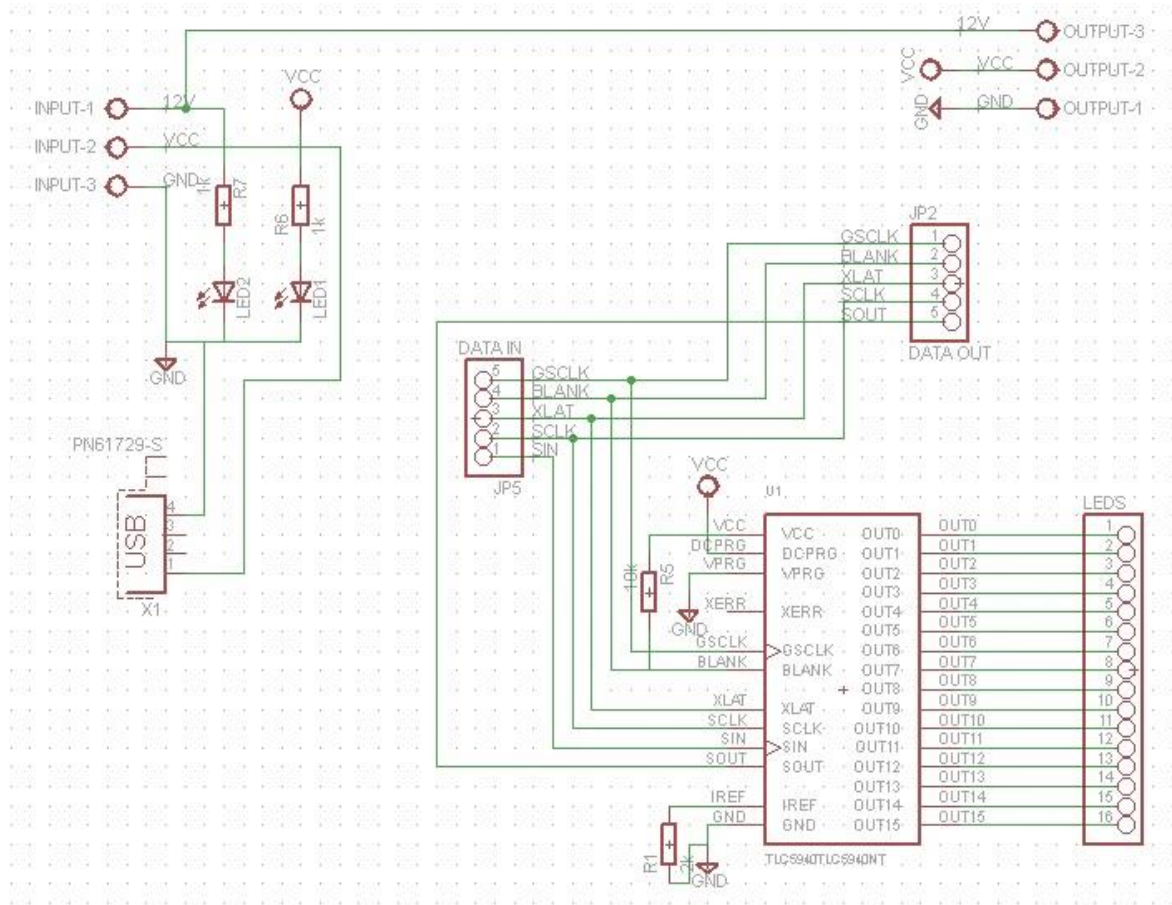 12V
OUTPUT-3
VCC
VCC
OUTPUT-2
GND
GND
OUTPUT-1
INPUT-1
12V
INPUT-2
VCC
INPUT-3
GND
VCC
1k
R7
R6
1k
LED2
LED1
GND
PN61729-S
USB
4
3
2
1
X1
JP2
GSCLK 1
BLANK 2
XLAT 3
SCLK 4
SOUT 5
DATA OUT
DATA IN
5 GSCLK
4 BLANK
3 XLAT
2 SCLK
1 SIN
JP5
VCC
10k
R5
GND
U1
VCC VCC OUT0 OUT0
DCPRG DCPRG OUT1 OUT1
VPRG VPRG OUT2 OUT2
OUT3 OUT3
XERR XERR OUT4 OUT4
OUT5 OUT5
GSCLK GSCLK OUT6 OUT6
BLANK BLANK OUT7 OUT7
OUT8 OUT8
XLAT XLAT OUT9 OUT9
SCLK SCLK OUT10 OUT10
SIN SIN OUT11 OUT11
SOUT SOUT OUT12 OUT12
OUT13 OUT13
IREF IREF OUT14 OUT14
GND GND OUT15 OUT15
TLC5940TLC5940NT
R1
2k
GND
LEDS
1
2
3
4
5
6
7
8
9
10
11
12
13
14
15
16